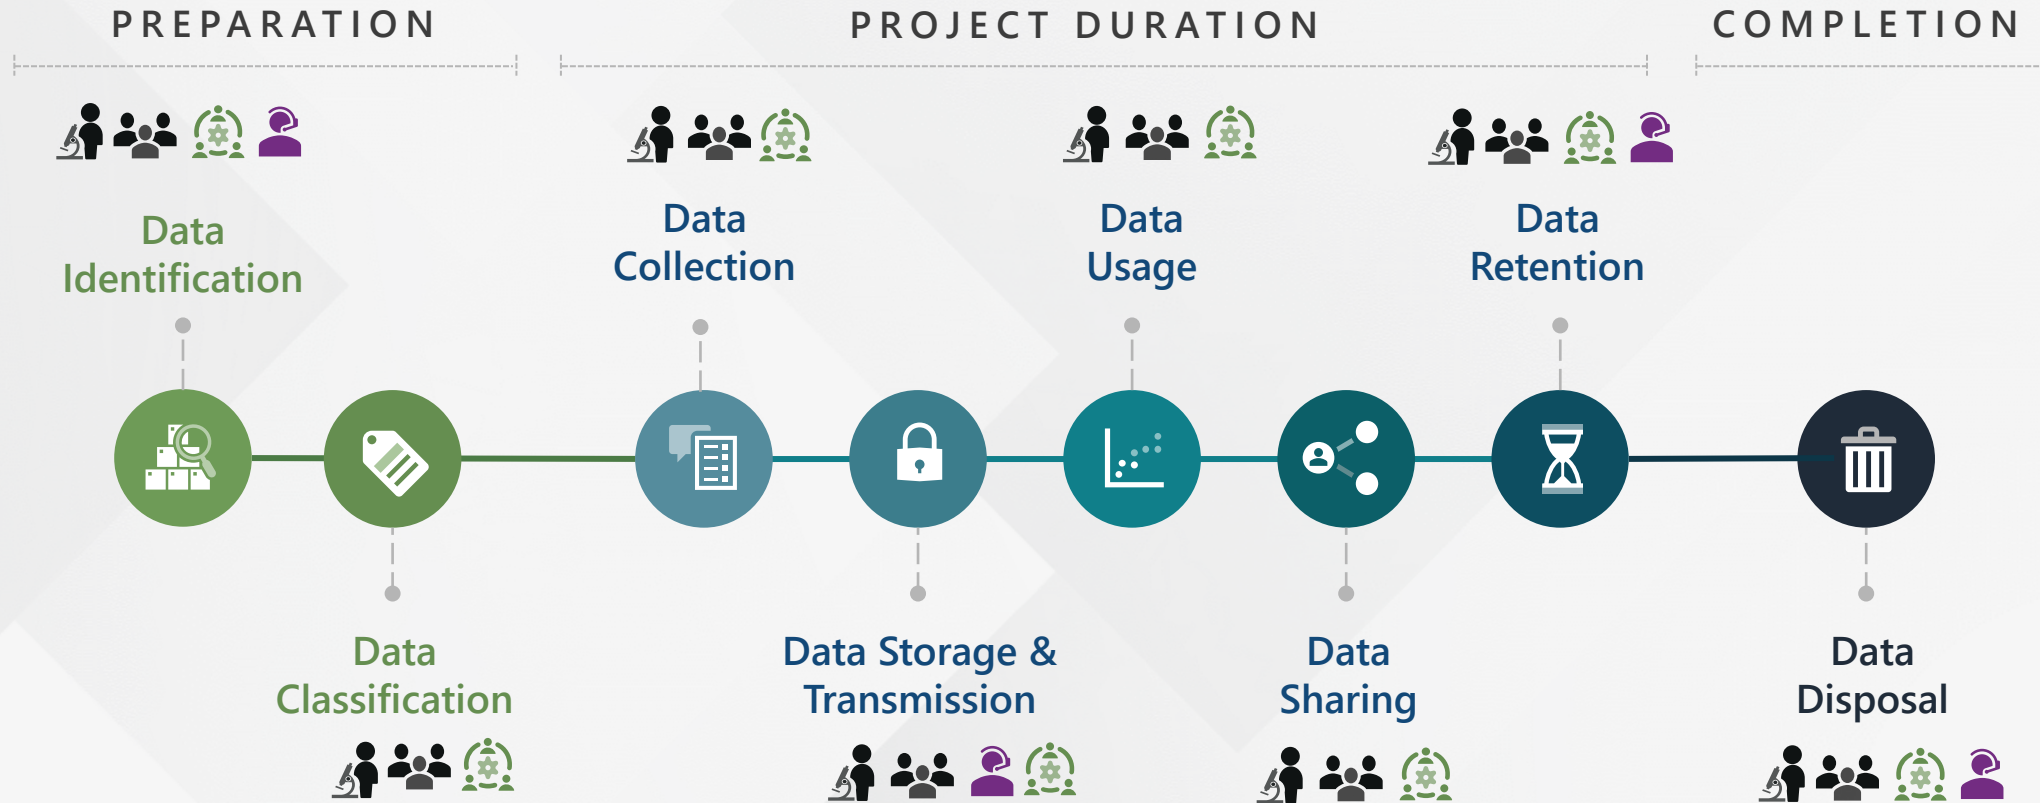 PREPARATION
PROJECT DURATION
COMPLETION
Data
Identification
Data
Collection
Data
Usage
Data
Retention
Data
Classification
Data Storage &
Transmission
Data
Sharing
Data
Disposal